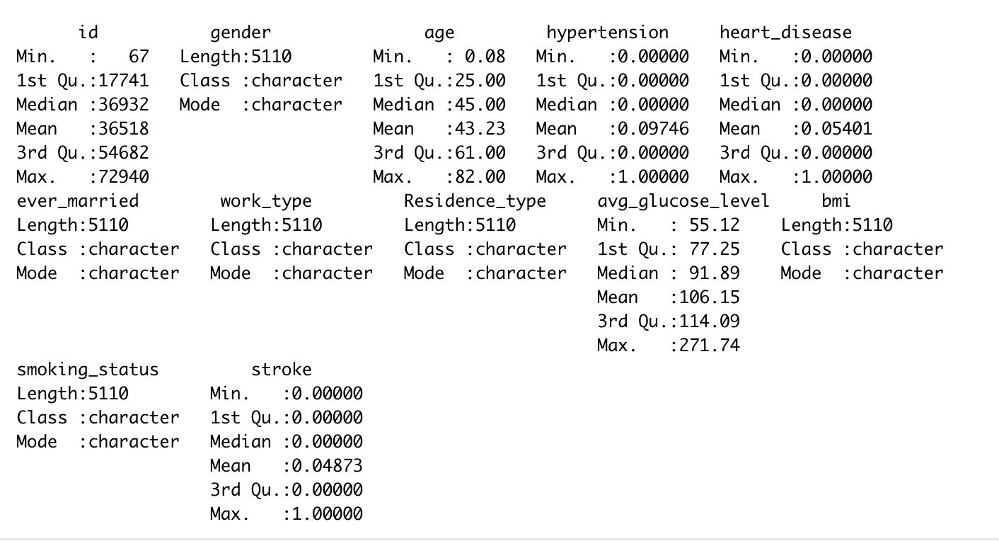 id           gender               age         hypertension     heart_disease
Min.   :   67   Length:5110        Min.   : 0.08   Min.   :0.00000   Min.   :0.00000
1st Qu.:17741   Class :character   1st Qu.:25.00   1st Qu.:0.00000   1st Qu.:0.00000
Median :36932   Mode  :character   Median :45.00   Median :0.00000   Median :0.00000
Mean   :36518                      Mean   :43.23   Mean   :0.09746   Mean   :0.05401
3rd Qu.:54682                      3rd Qu.:61.00   3rd Qu.:0.00000   3rd Qu.:0.00000
Max.   :72940                      Max.   :82.00   Max.   :1.00000   Max.   :1.00000
ever_married        work_type         Residence_type     avg_glucose_level     bmi
Length:5110        Length:5110        Length:5110        Min.   : 55.12    Length:5110
Class :character   Class :character   Class :character   1st Qu.: 77.25    Class :character
Mode  :character   Mode  :character   Mode  :character   Median : 91.89    Mode  :character
                                                         Mean   :106.15
                                                         3rd Qu.:114.09
                                                         Max.   :271.74
smoking_status         stroke
Length:5110        Min.   :0.00000
Class :character   1st Qu.:0.00000
Mode  :character   Median :0.00000
                   Mean   :0.04873
                   3rd Qu.:0.00000
                   Max.   :1.00000